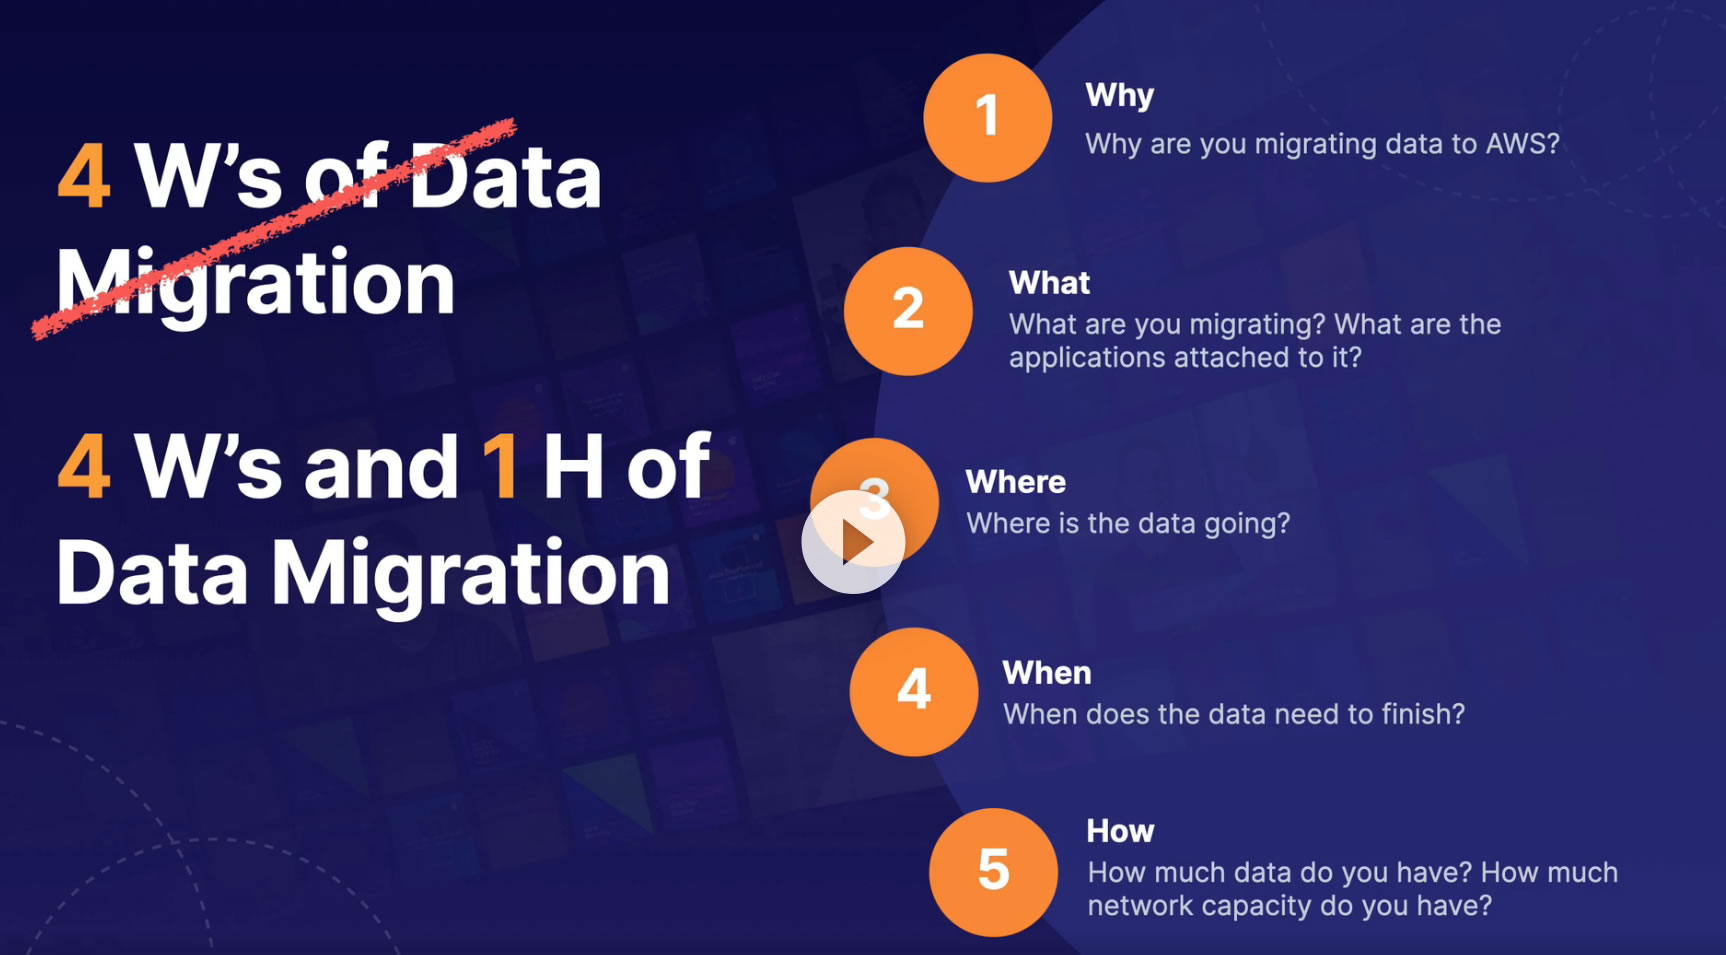 4 W’s of Data
Migration
4 W’s and 1 H of
Data Migration
1
Why
Why are you migrating data to AWS?
2
What
What are you migrating? What are the
applications attached to it?
3
Where
Where is the data going?
4
When
When does the data need to finish?
5
How
How much data do you have? How much
network capacity do you have?